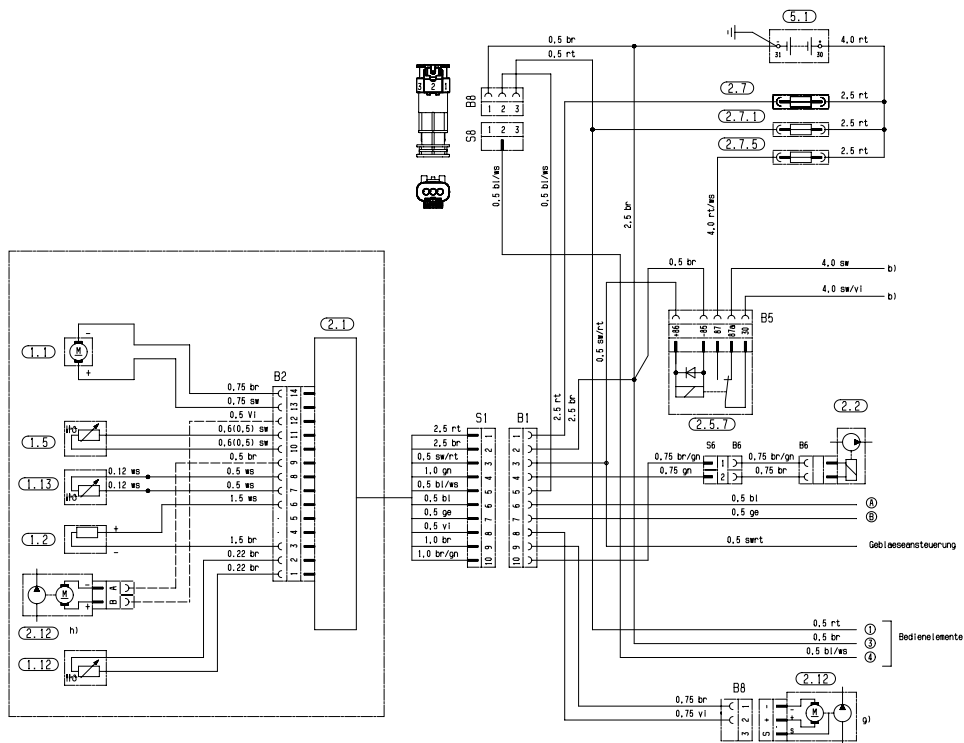 5.1
0.5 br
4.0 rt
0.5 rt
31
30
2.7
2.5 rt
2.7.1
2.5 rt
2.7.5
2.5 rt
3 2 1
B8
1 2 3
S8
1 2 3
0.5 bl/ws
0.5 bl/ws
2.5 br
4.0 rt/ws
0.5 br
4.0 sw
b)
4.0 sw/vi
b)
+86
-85
87
87a
30
B5
2.5.7
0.5 sw/rt
2.5 rt
2.5 br
2.1
1.1
M
-
+
B2
0.75 br
14
0.75 sw
13
0.5 Vi
12
1.5
0.6(0.5) sw
11
0.6(0.5) sw
10
0.5 br
9
1.13
0.12 ws
0.5 ws
8
0.12 ws
0.5 ws
7
1.5 ws
6
5
4
1.2
+
-
1.5 br
3
0.22 br
2
0.22 br
1
M
-
+
A
B
2.12
h)
1.12
S1
B1
2.5 rt
1
1
2.5 br
2
2
0.5 sw/rt
3
3
1.0 gn
4
4
0.5 bl/ws
5
5
0.5 bl
6
6
0.5 ge
7
7
0.5 vi
8
8
1.0 br
9
9
1.0 br/gn
10
10
2.2
S6
B6
B6
0.75 br/gn
1
0.75 br/gn
1
0.75 gn
2
0.75 br
2
0.5 bl
A
0.5 ge
B
0.5 swrt
Geblaeseansteuerung
0.5 rt
1
0.5 br
3
Bedienelemente
0.5 bl/ws
4
B8
2.12
0.75 br
1
-
0.75 vi
2
+
3
S
-
+
s
M
g)